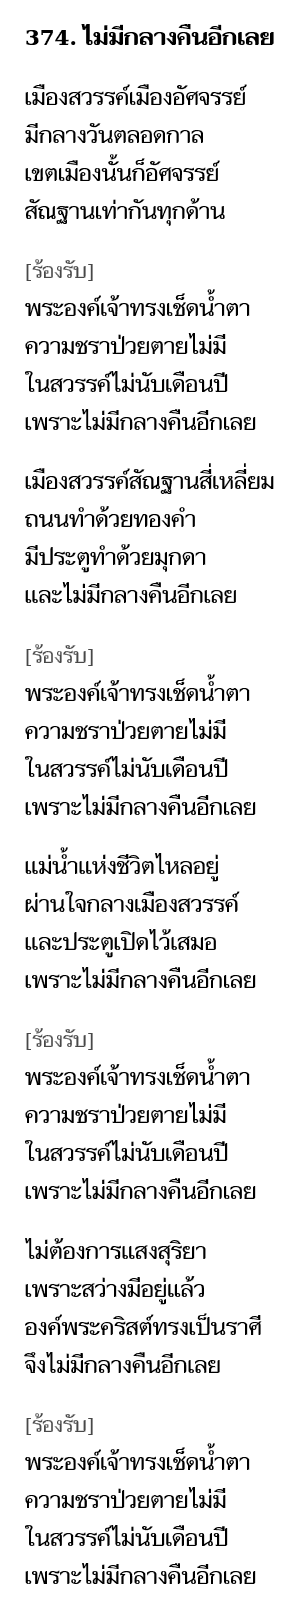 374. ไม่มีกลางคืนอีกเลย
เมืองสวรรค์เมืองอัศจรรย์
มีกลางวันตลอดกาล
เขตเมืองนั้นก็อัศจรรย์
สัณฐานเท่ากันทุกด้าน
[ร้องรับ]
พระองค์เจ้าทรงเช็ดน้ำตา
ความชราป่วยตายไม่มี
ในสวรรค์ไม่นับเดือนปี
เพราะไม่มีกลางคืนอีกเลย
เมืองสวรรค์สัณฐานสี่เหลี่ยม
ถนนทำด้วยทองคำ
มีประตูทำด้วยมุกดา
และไม่มีกลางคืนอีกเลย
[ร้องรับ]
พระองค์เจ้าทรงเช็ดน้ำตา
ความชราป่วยตายไม่มี
ในสวรรค์ไม่นับเดือนปี
เพราะไม่มีกลางคืนอีกเลย
แม่น้ำแห่งชีวิตไหลอยู่
ผ่านใจกลางเมืองสวรรค์
และประตูเปิดไว้เสมอ
เพราะไม่มีกลางคืนอีกเลย
[ร้องรับ]
พระองค์เจ้าทรงเช็ดน้ำตา
ความชราป่วยตายไม่มี
ในสวรรค์ไม่นับเดือนปี
เพราะไม่มีกลางคืนอีกเลย
ไม่ต้องการแสงสุริยา
เพราะสว่างมีอยู่แล้ว
องค์พระคริสต์ทรงเป็นราศี
จึงไม่มีกลางคืนอีกเลย
[ร้องรับ]
พระองค์เจ้าทรงเช็ดน้ำตา
ความชราป่วยตายไม่มี
ในสวรรค์ไม่นับเดือนปี
เพราะไม่มีกลางคืนอีกเลย